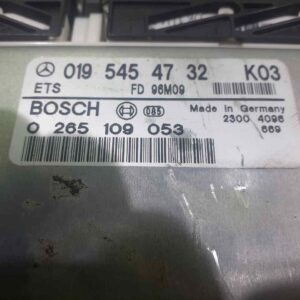 019 545 47 32 K03
ETS FD 96M09
BOSCH 085 Made in Germany
0 265 109 053 2300 4096
669